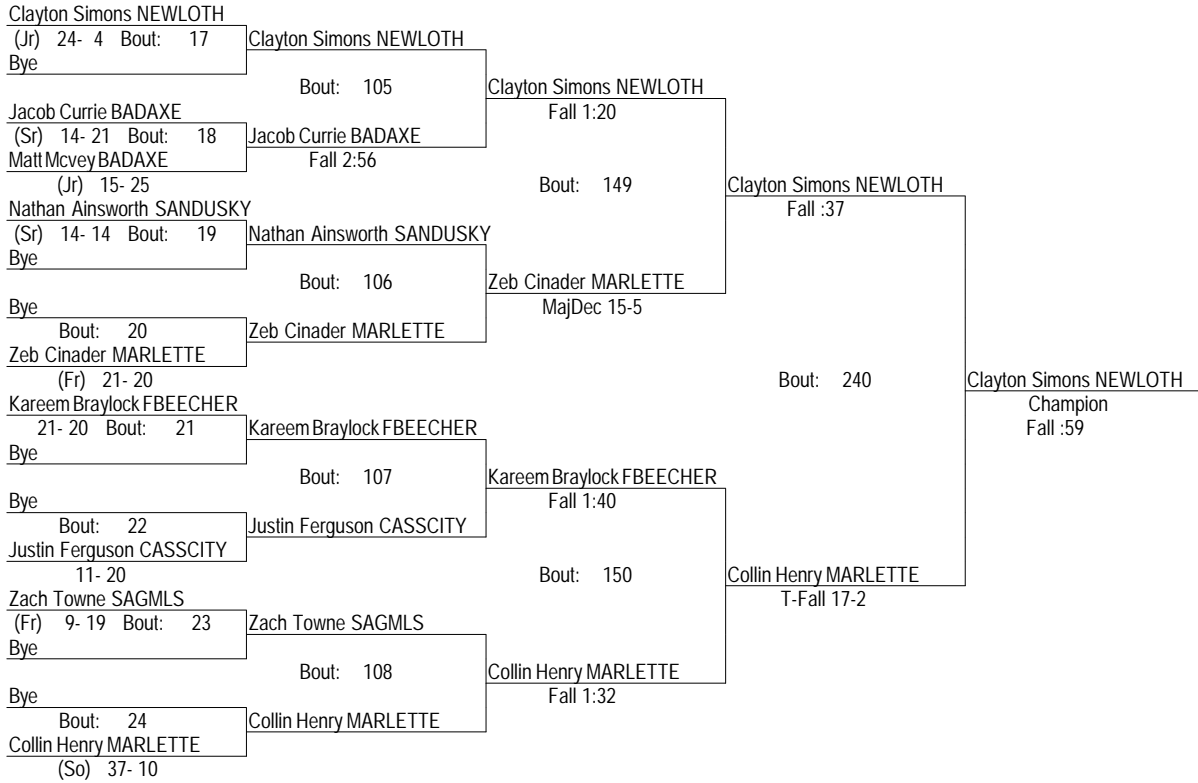 Clayton Simons NEWLOTH
(Jr) 24- 4 Bout: 17
Clayton Simons NEWLOTH
Bye
Bout: 105
Clayton Simons NEWLOTH
Fall 1:20
Jacob Currie BADAXE
(Sr) 14- 21 Bout: 18
Jacob Currie BADAXE
Matt Mcvey BADAXE
Fall 2:56
(Jr) 15- 25
Bout: 149
Clayton Simons NEWLOTH
Fall :37
Nathan Ainsworth SANDUSKY
(Sr) 14- 14 Bout: 19
Nathan Ainsworth SANDUSKY
Bye
Bout: 106
Zeb Cinader MARLETTE
MajDec 15-5
Bye
Bout: 20
Zeb Cinader MARLETTE
Zeb Cinader MARLETTE
(Fr) 21- 20
Bout: 240
Clayton Simons NEWLOTH
Champion
Fall :59
Kareem Braylock FBEECHER
21- 20 Bout: 21
Kareem Braylock FBEECHER
Bye
Bout: 107
Kareem Braylock FBEECHER
Fall 1:40
Bye
Bout: 22
Justin Ferguson CASSCITY
Justin Ferguson CASSCITY
11- 20
Bout: 150
Collin Henry MARLETTE
T-Fall 17-2
Zach Towne SAGMLS
(Fr) 9- 19 Bout: 23
Zach Towne SAGMLS
Bye
Bout: 108
Collin Henry MARLETTE
Fall 1:32
Bye
Bout: 24
Collin Henry MARLETTE
Collin Henry MARLETTE
(So) 37- 10